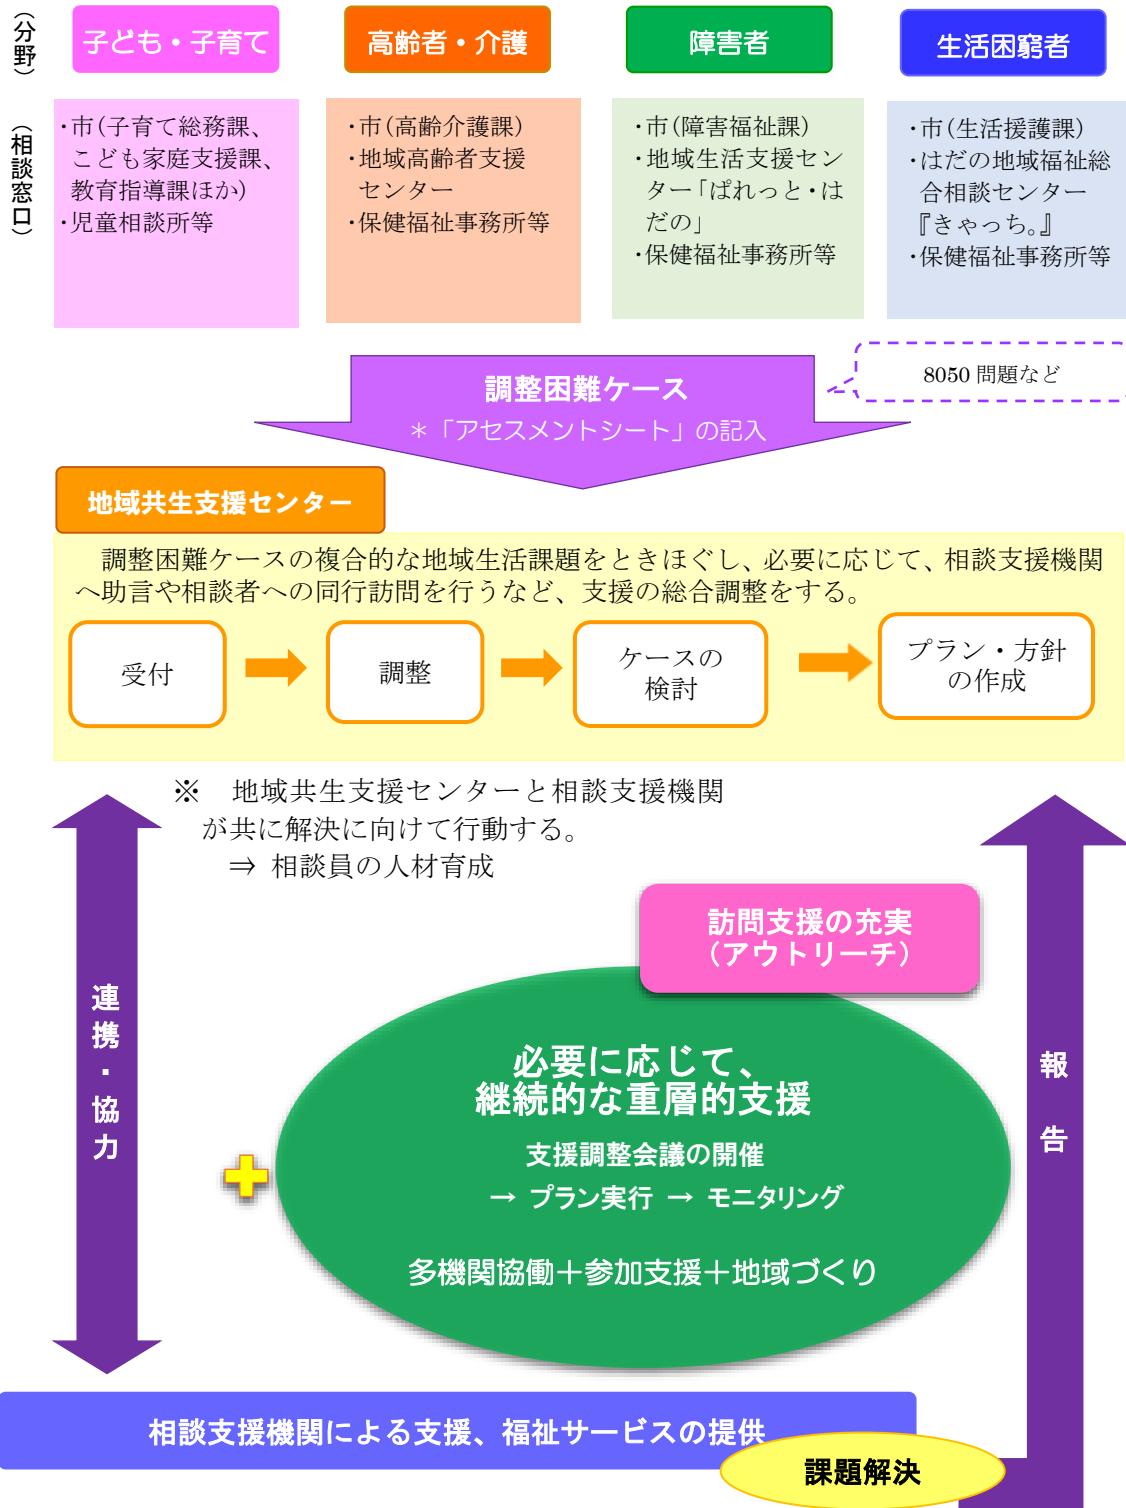 （分野）
子ども・子育て
高齢者・介護
障害者
生活困窮者
（相談窓口）
・市（子育て総務課、
こども家庭支援課、
教育指導課ほか）
・児童相談所等
・市（高齢介護課）
・地域高齢者支援
センター
・保健福祉事務所等
・市（障害福祉課）
・地域生活支援セン
ター「ぱれっと・は
だの」
・保健福祉事務所等
・市（生活援護課）
・はだの地域福祉総
合相談センター
『きゃっち。』
・保健福祉事務所等
調整困難ケース
＊「アセスメントシート」の記入
8050 問題など
地域共生支援センター
調整困難ケースの複合的な地域生活課題をときほぐし、必要に応じて、相談支援機関
へ助言や相談者への同行訪問を行うなど、支援の総合調整をする。
受付
調整
ケースの
検討
プラン・方針
の作成
※　地域共生支援センターと相談支援機関
が共に解決に向けて行動する。
⇒ 相談員の人材育成
訪問支援の充実
（アウトリーチ）
連携・協力
必要に応じて、
継続的な重層的支援
支援調整会議の開催
→ プラン実行 → モニタリング
多機関協働＋参加支援＋地域づくり
報告
相談支援機関による支援、福祉サービスの提供
課題解決